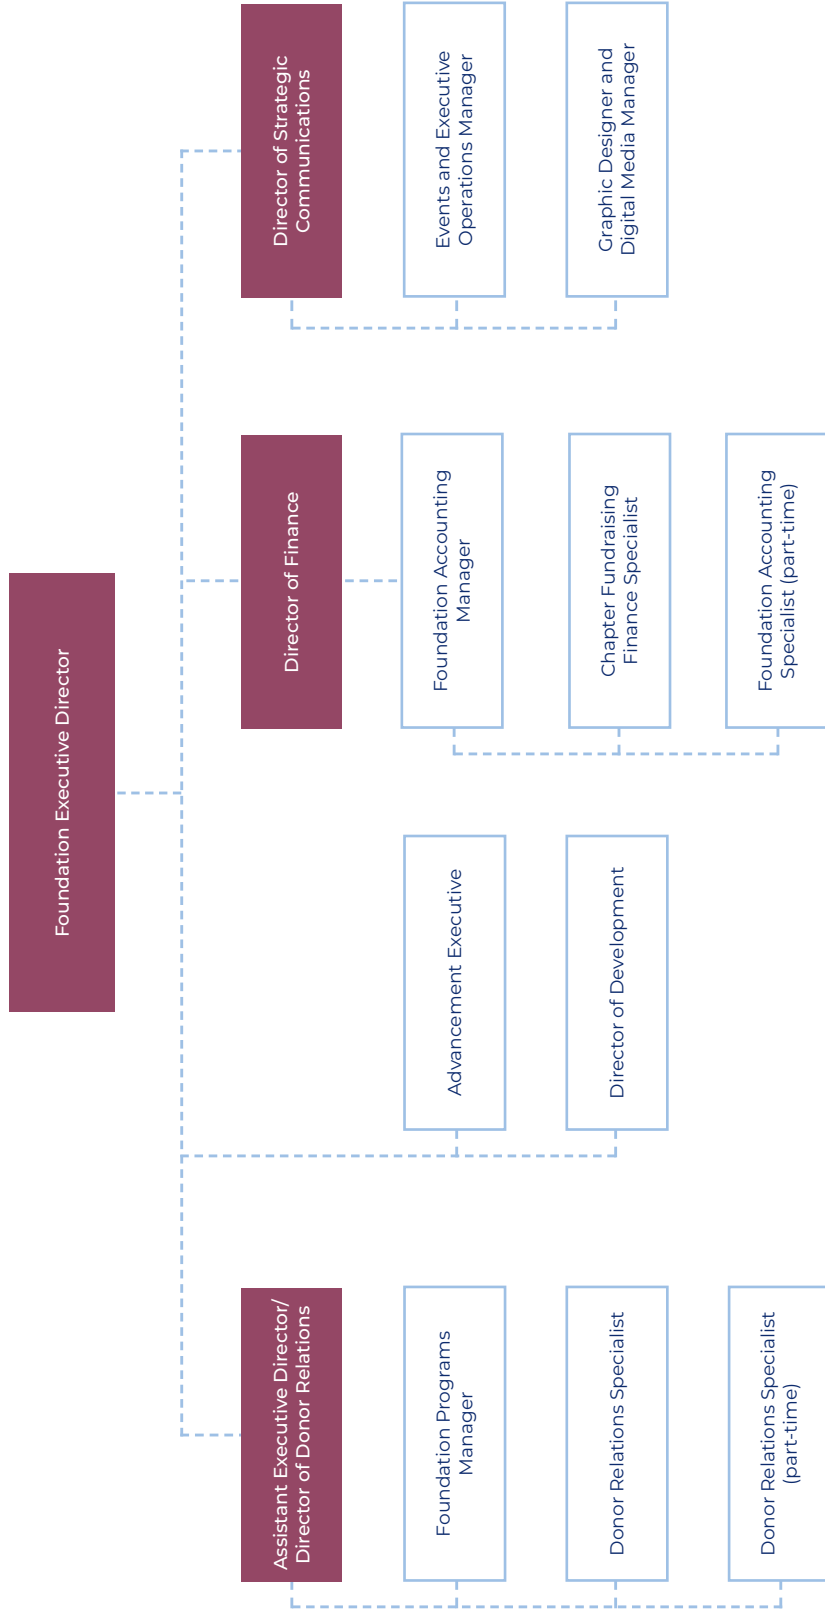 Foundation Executive Director
Assistant Executive Director/
Director of Donor Relations
Foundation Programs
Manager
Donor Relations Specialist
Donor Relations Specialist
(part-time)
Advancement Executive
Director of Development
Director of Finance
Foundation Accounting
Manager
Chapter Fundraising
Finance Specialist
Foundation Accounting
Specialist (part-time)
Director of Strategic
Communications
Events and Executive
Operations Manager
Graphic Designer and
Digital Media Manager